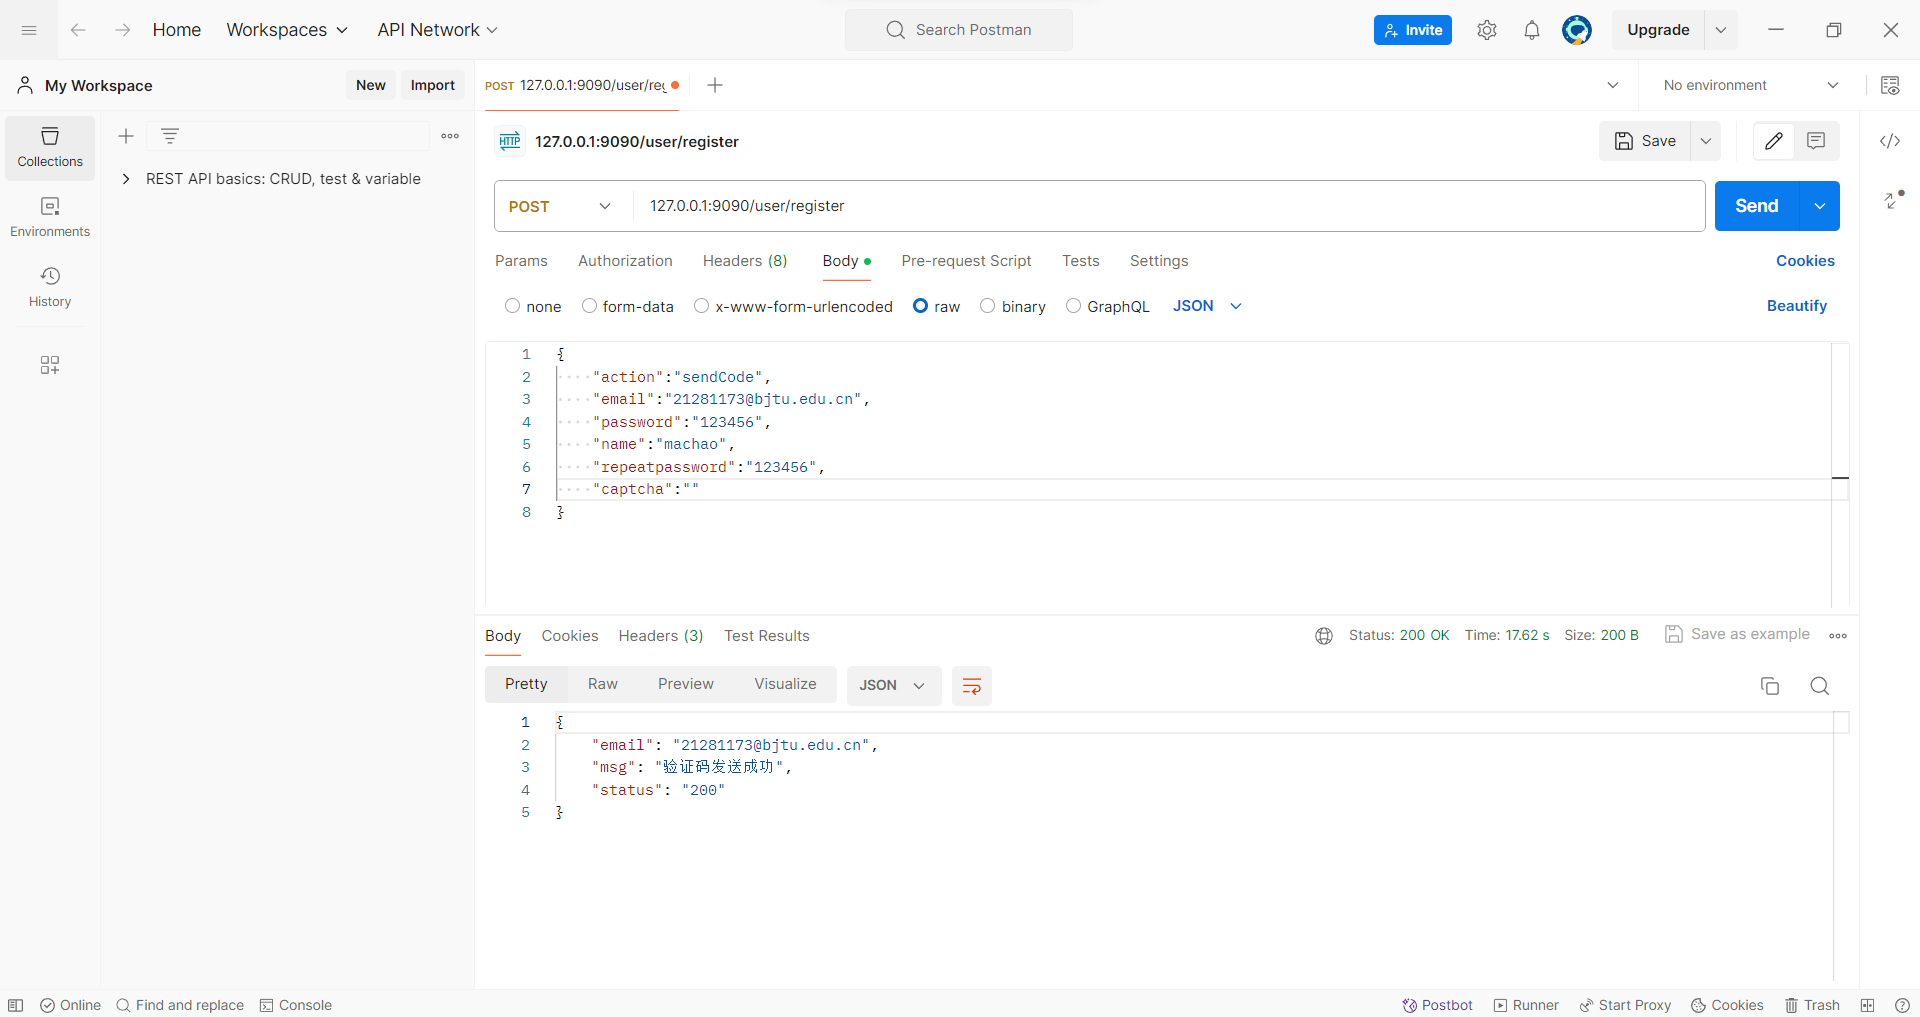 Home Workspaces API Network Search Postman Invite Upgrade
My Workspace New Import POST 127.0.0.1:9090/user/reg No environment
Collections
Environments
History
REST API basics: CRUD, test & variable
HTTP 127.0.0.1:9090/user/register Save
POST 127.0.0.1:9090/user/register Send
Params Authorization Headers (8) Body Pre-request Script Tests Settings Cookies
none form-data x-www-form-urlencoded raw binary GraphQL JSON Beautify
1 {
2 "action":"sendCode",
3 "email":"21281173@bjtu.edu.cn",
4 "password":"123456",
5 "name":"machao",
6 "repeatpassword":"123456",
7 "captcha":""
8 }
Body Cookies Headers (3) Test Results Status: 200 OK Time: 17.62 s Size: 200 B Save as example
Pretty Raw Preview Visualize JSON
1 {
2 "email": "21281173@bjtu.edu.cn",
3 "msg": "验证码发送成功",
4 "status": "200"
5 }
Online Find and replace Console Postbot Runner Start Proxy Cookies Trash